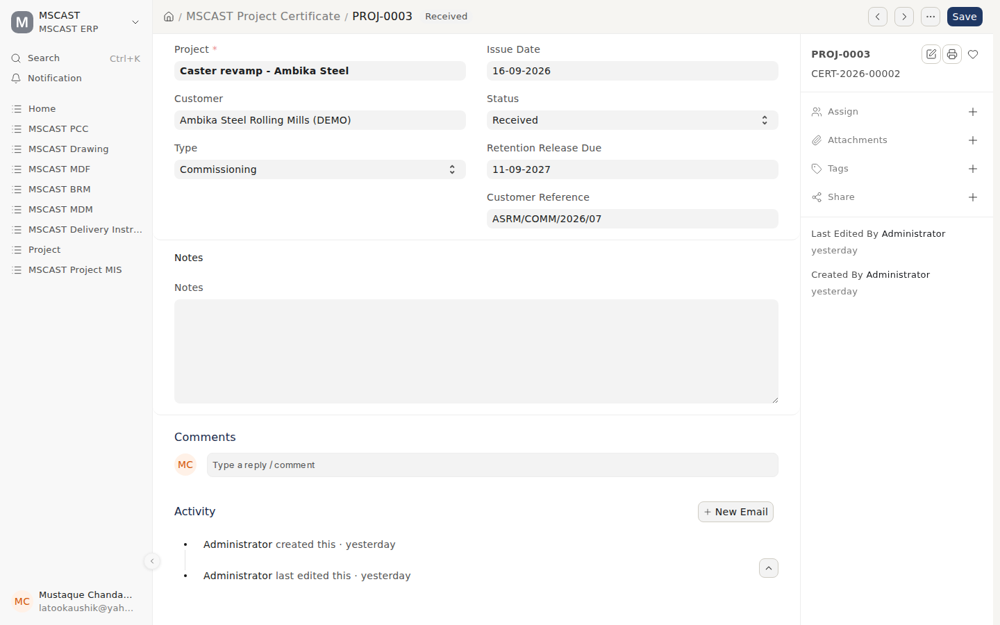 MSCAST
MSCAST ERP
Search Ctrl+K
Notification
Home
MSCAST PCC
MSCAST Drawing
MSCAST MDF
MSCAST BRM
MSCAST MDM
MSCAST Delivery Instr...
Project
MSCAST Project MIS
MC
Mustaque Chanda...
latookaushik@yah...
/ MSCAST Project Certificate / PROJ-0003 Received
Save
Project *
Caster revamp - Ambika Steel
Customer
Ambika Steel Rolling Mills (DEMO)
Type
Commissioning
Issue Date
16-09-2026
Status
Received
Retention Release Due
11-09-2027
Customer Reference
ASRM/COMM/2026/07
Notes
Notes
Comments
MC
Type a reply / comment
Activity
New Email
Administrator created this · yesterday
Administrator last edited this · yesterday
PROJ-0003
CERT-2026-00002
Assign
Attachments
Tags
Share
Last Edited By Administrator
yesterday
Created By Administrator
yesterday